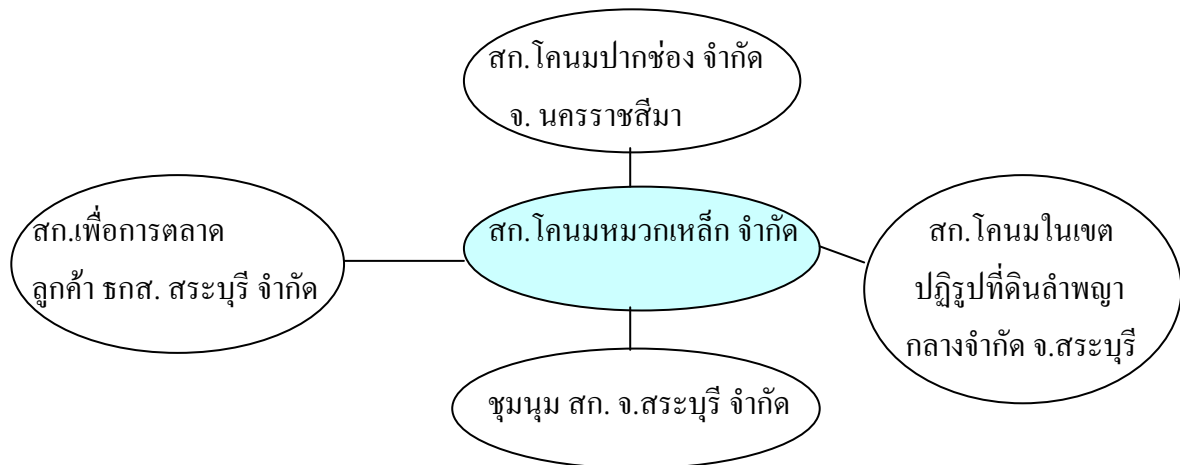 สก.โคนมปากช่อง จำกัด
จ. นครราชสีมา
สก.เพื่อการตลาด
ลูกค้า ธกส. สระบุรี จำกัด
สก.โคนมหมวกเหล็ก จำกัด
สก.โคนมในเขต
ปฏิรูปที่ดินลำพญา
กลางจำกัด จ.สระบุรี
ชุมนุม สก. จ.สระบุรี จำกัด